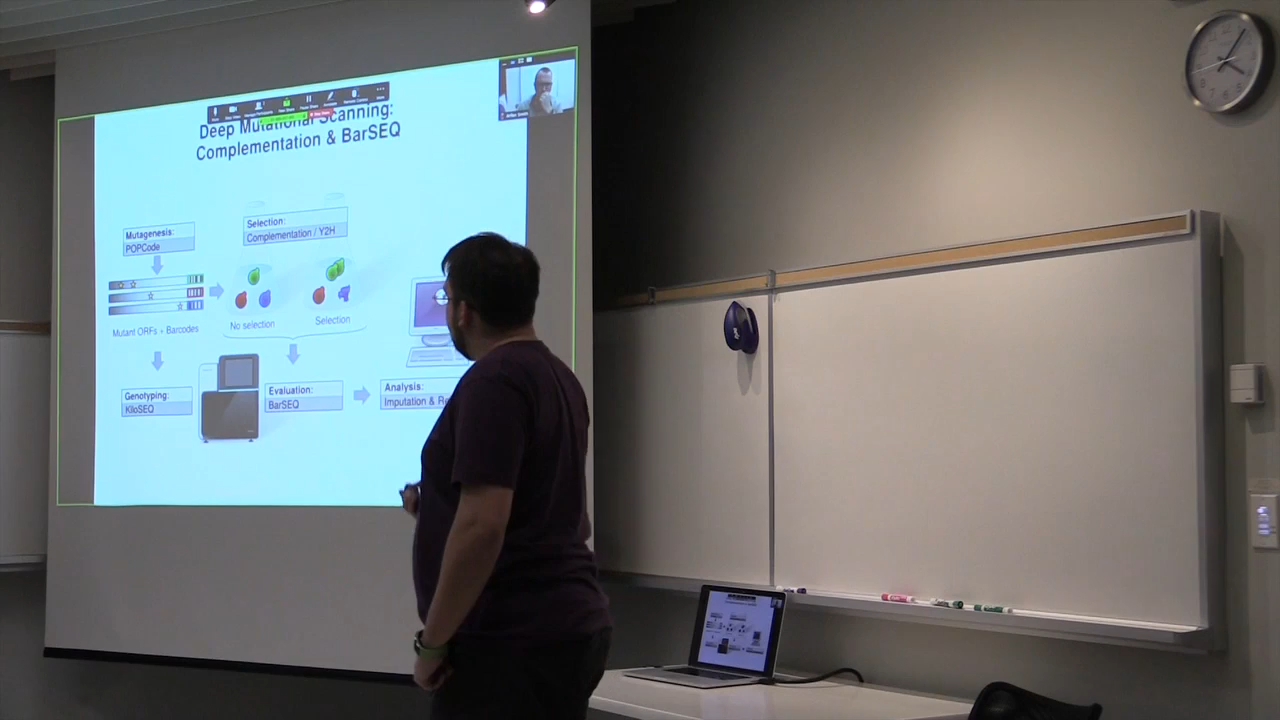 Deep Mutational Scanning:
Complementation & BarSEQ
Mutagenesis:
POPCode
Selection:
Complementation / Y2H
Mutant ORFs + Barcodes
No selection
Selection
Genotyping:
KiloSEQ
Evaluation:
BarSEQ
Analysis:
Imputation & Re